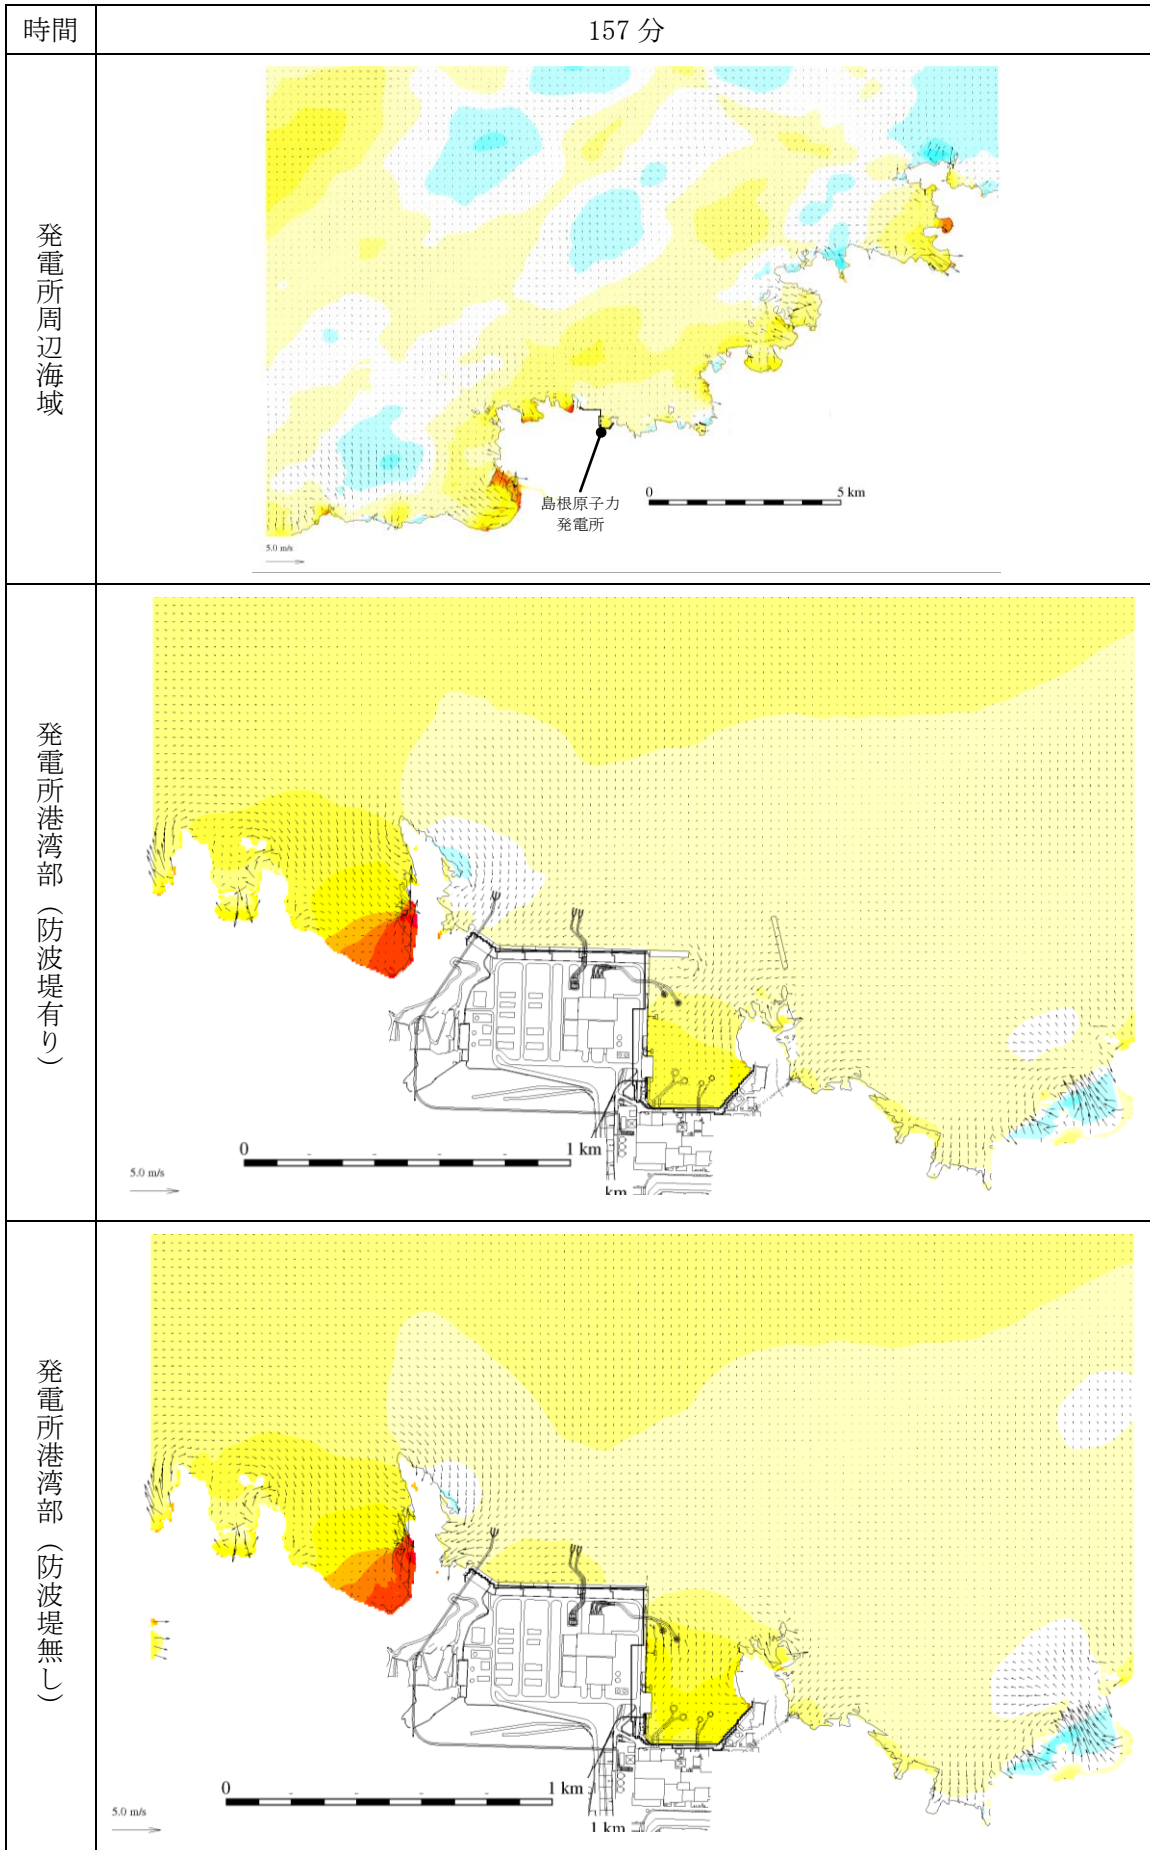 時間
157 分
発電所周辺海域
島根原子力
発電所
0
5 km
5.0 m/s
発電所港湾部（防波堤有り）
0
1 km
5.0 m/s
km
発電所港湾部（防波堤無し）
0
1 km
5.0 m/s
1 km